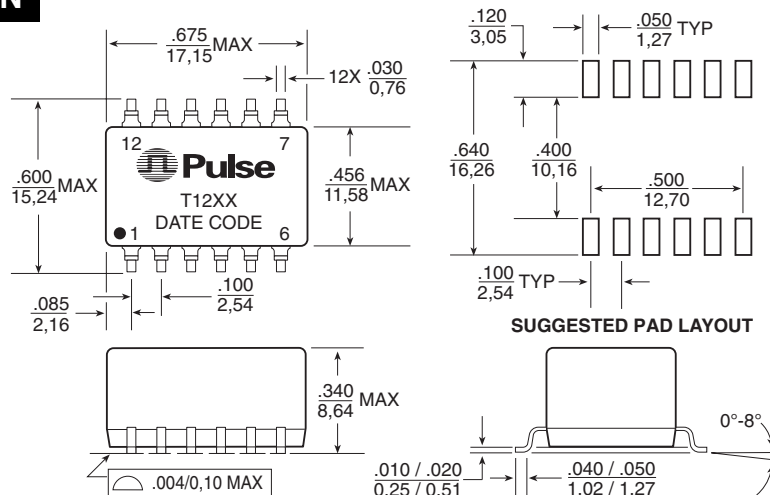 N
.675
17,15 MAX
12X .030
0,76
.600
15,24 MAX
12
7
Pulse
T12XX
DATE CODE
1
6
.456
11,58 MAX
.085
2,16
.100
2,54
.120
3,05
.050
1,27 TYP
.640
16,26
.400
10,16
.500
12,70
.100
2,54 TYP
SUGGESTED PAD LAYOUT
.340
8,64 MAX
.004/0,10 MAX
.010 / .020
0,25 / 0,51
.040 / .050
1,02 / 1,27
0°-8°